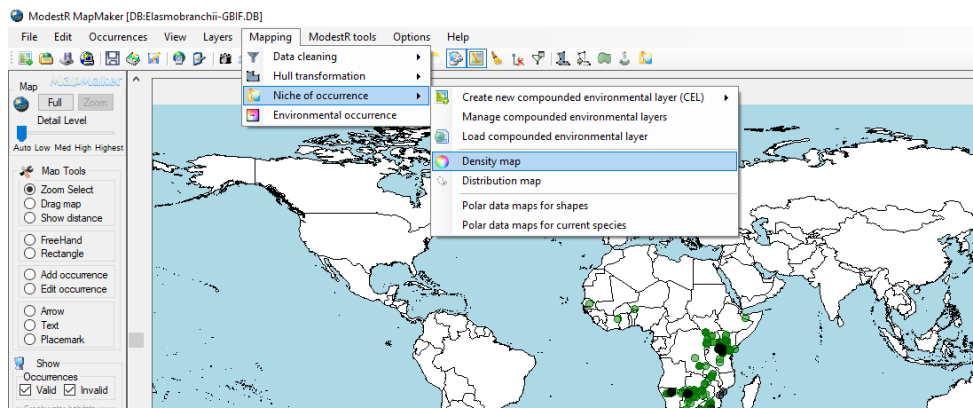 ModestR MapMaker [DB:Elasmobranchii-GBIF.DB]
File Edit Occurrences View Layers Mapping ModestR tools Options Help
Data cleaning
Hull transformation
Niche of occurrence
Environmental occurrence
Create new compounded environmental layer (CEL)
Manage compounded environmental layers
Load compounded environmental layer
Density map
Distribution map
Polar data maps for shapes
Polar data maps for current species
Map MapMaker
Full Zoom
Detail Level
Auto Low Med High Highest
Map Tools
Zoom Select
Drag map
Show distance
FreeHand
Rectangle
Add occurrence
Edit occurrence
Arrow
Text
Placemark
Show
Occurrences
Valid Invalid
Freshwater habitats